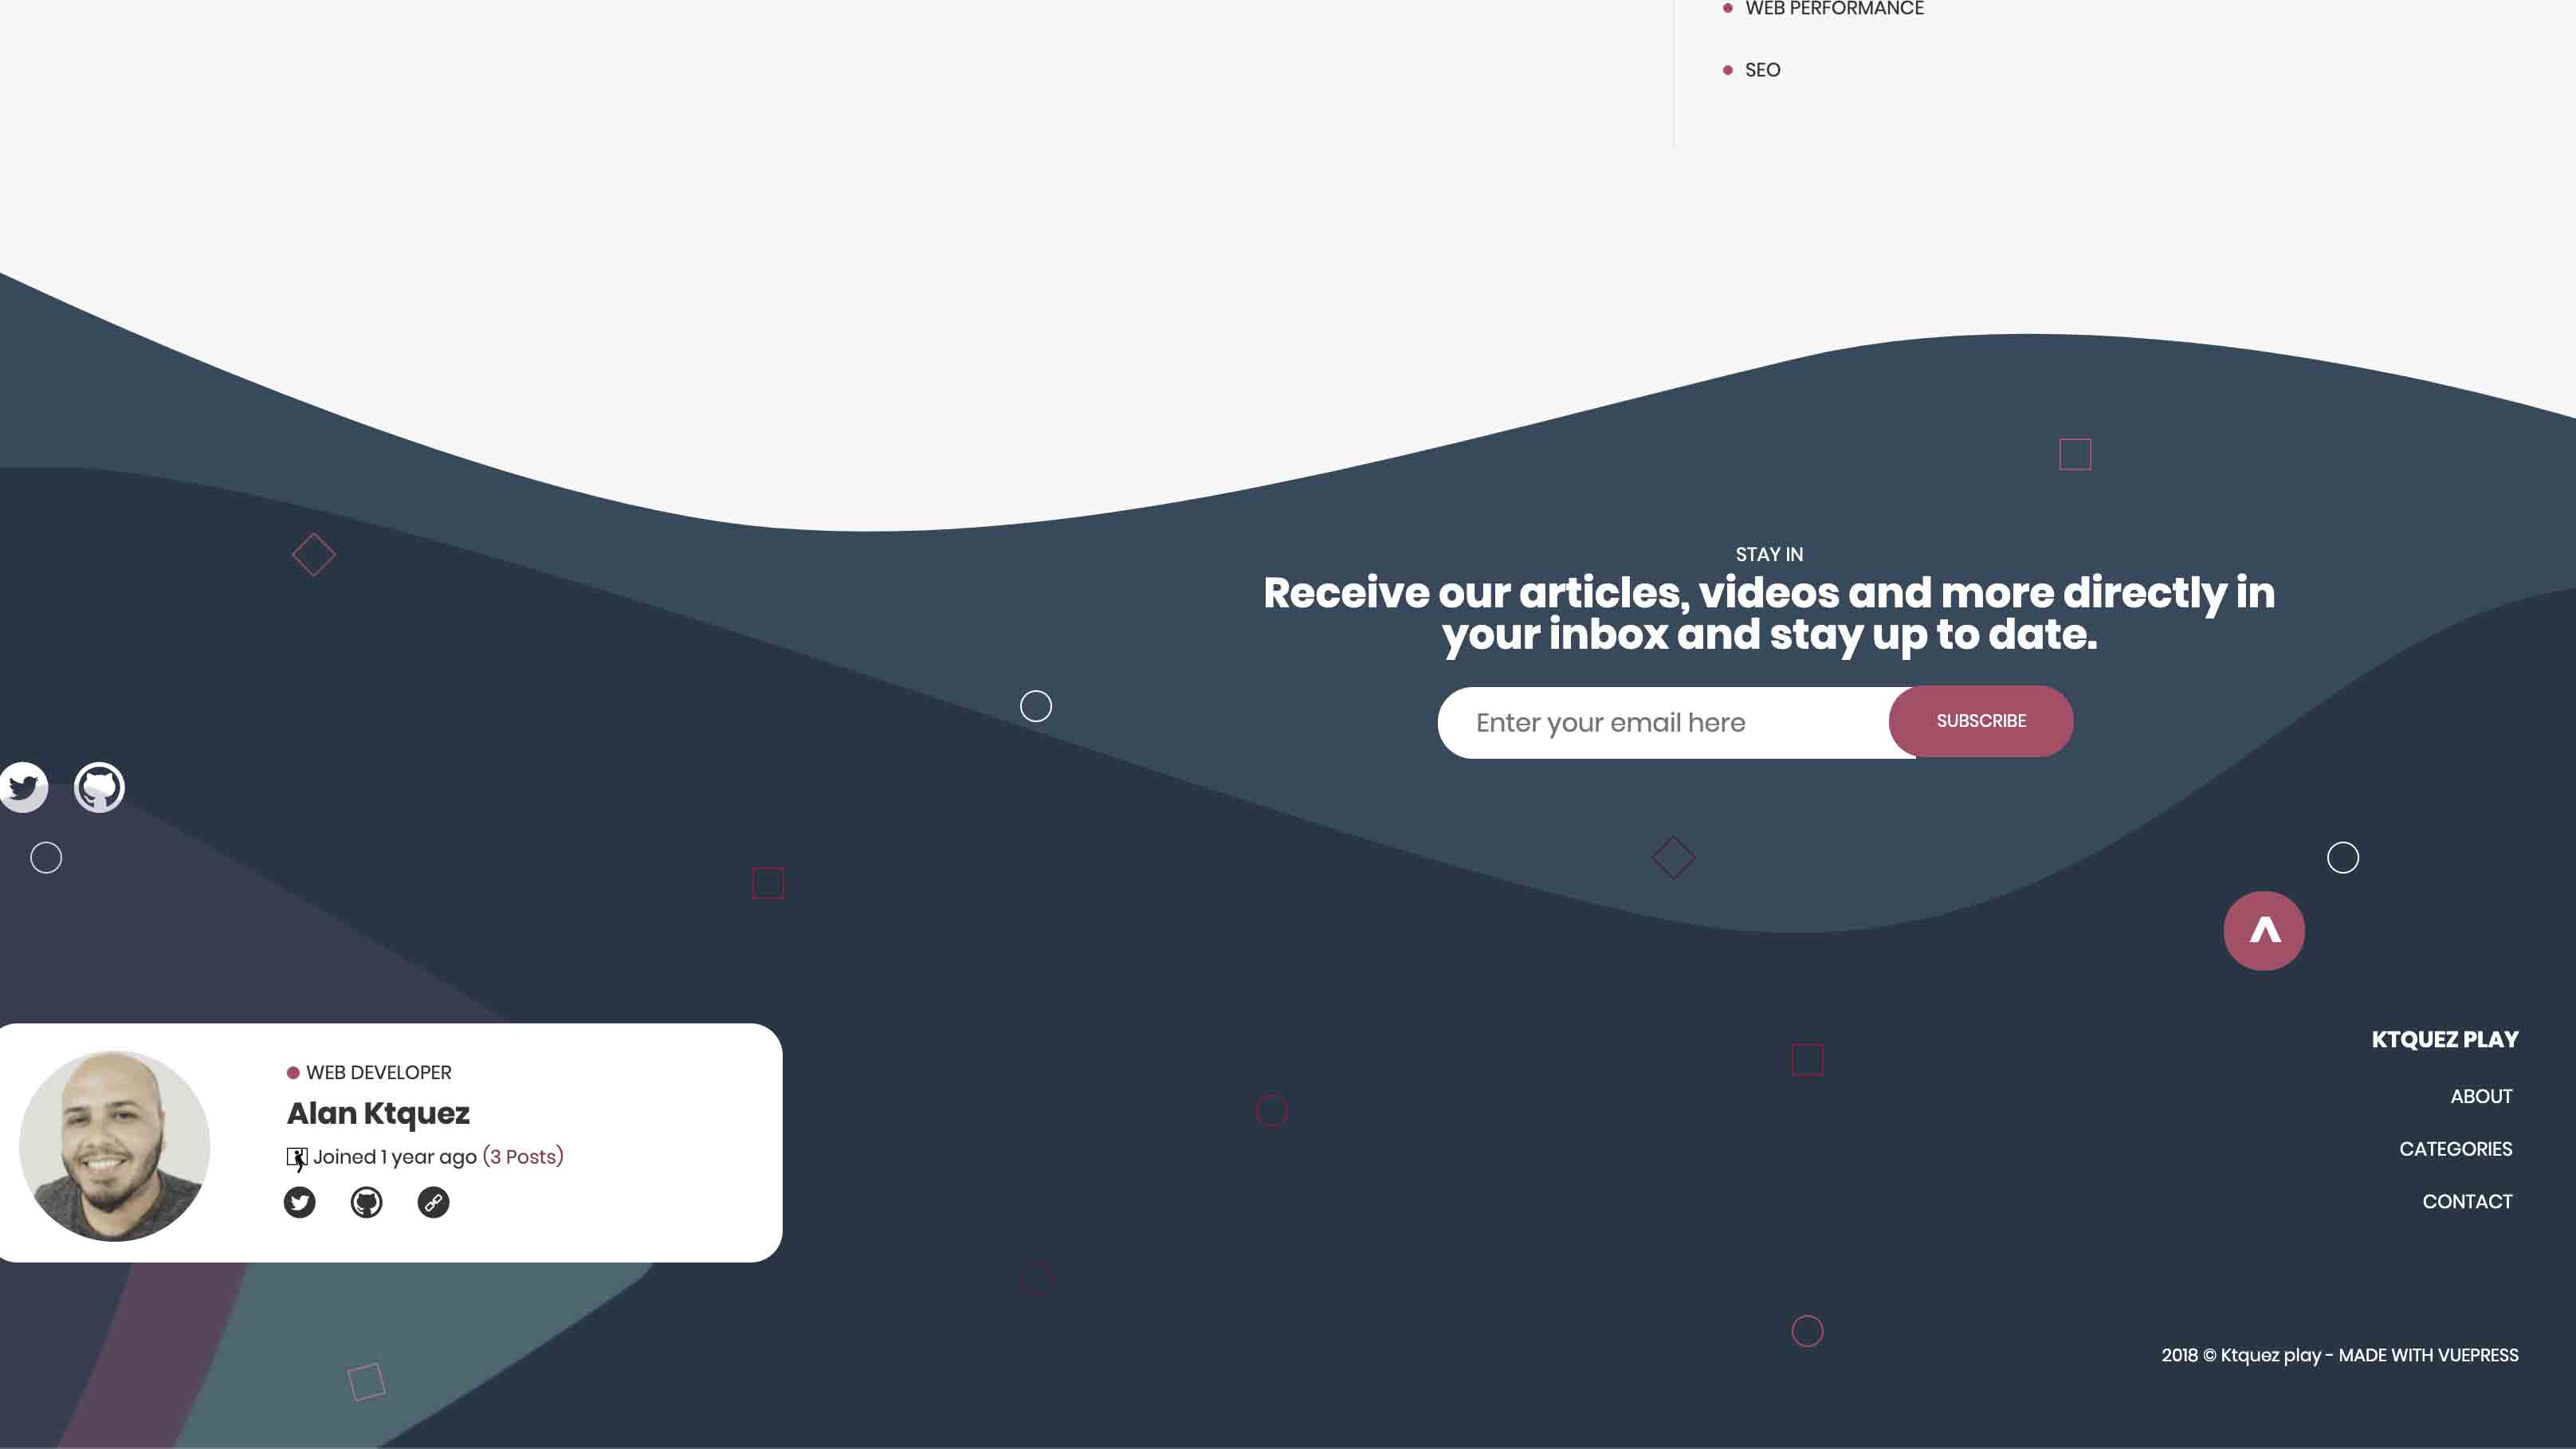 WEB PERFORMANCE
SEO
STAY IN
Receive our articles, videos and more directly in
your inbox and stay up to date.
Enter your email here
SUBSCRIBE
WEB DEVELOPER
Alan Ktquez
Joined 1 year ago (3 Posts)
KTQUEZ PLAY
ABOUT
CATEGORIES
CONTACT
2018 © Ktquez play - MADE WITH VUEPRESS